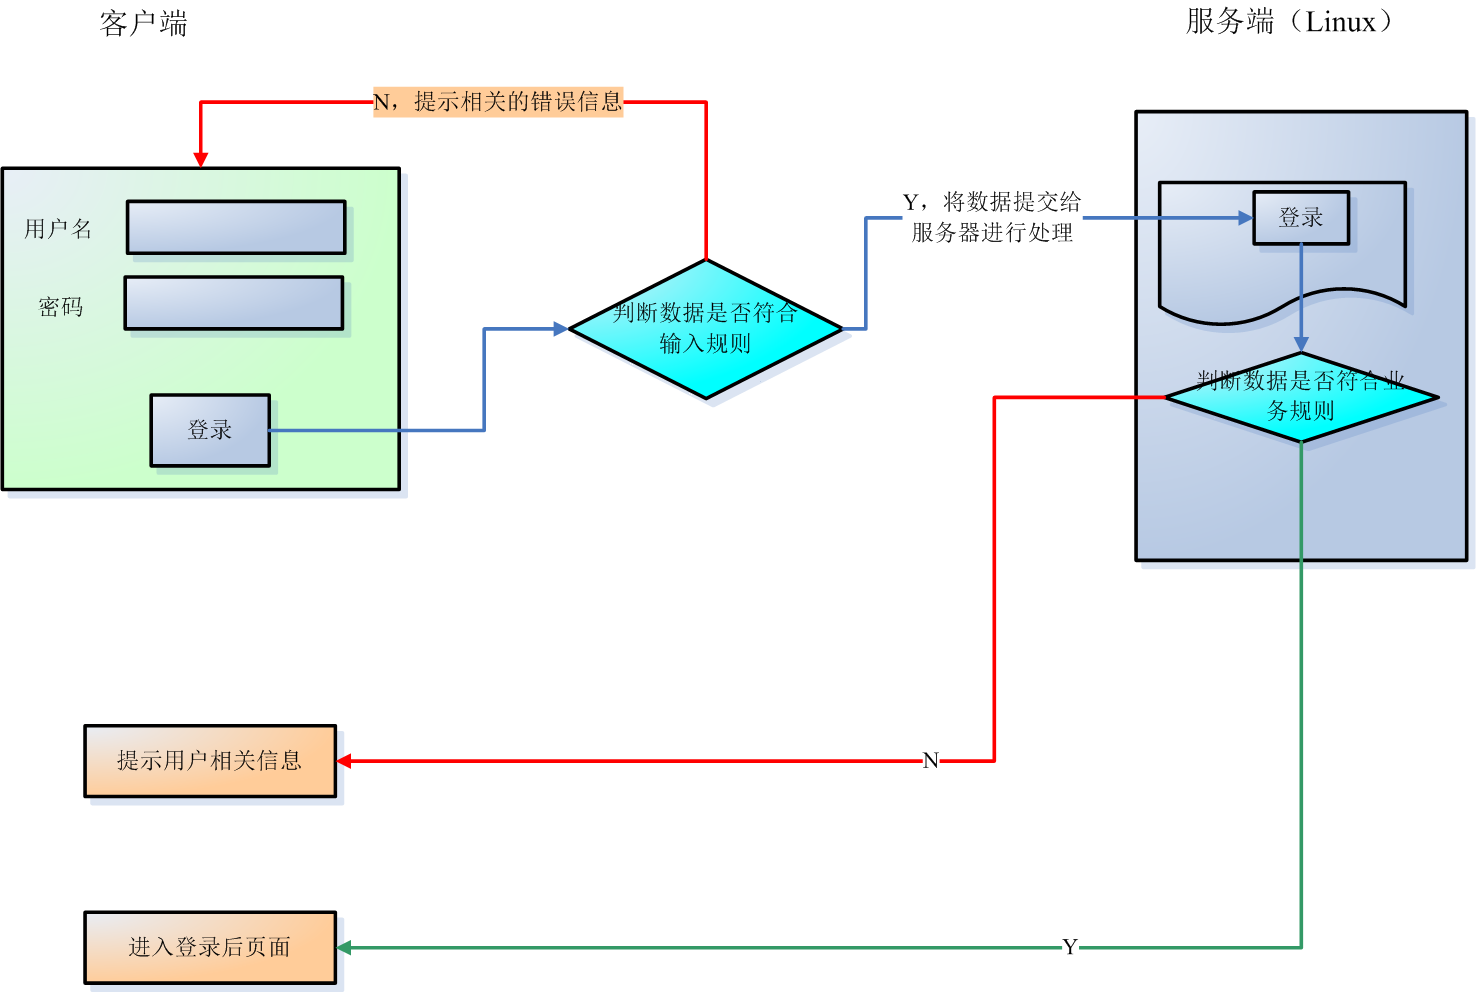 客户端
服务端（Linux）
N，提示相关的错误信息
用户名
密码
登录
判断数据是否符合
输入规则
Y，将数据提交给
服务器进行处理
登录
判断数据是否符合业
务规则
提示用户相关信息
N
进入登录后页面
Y